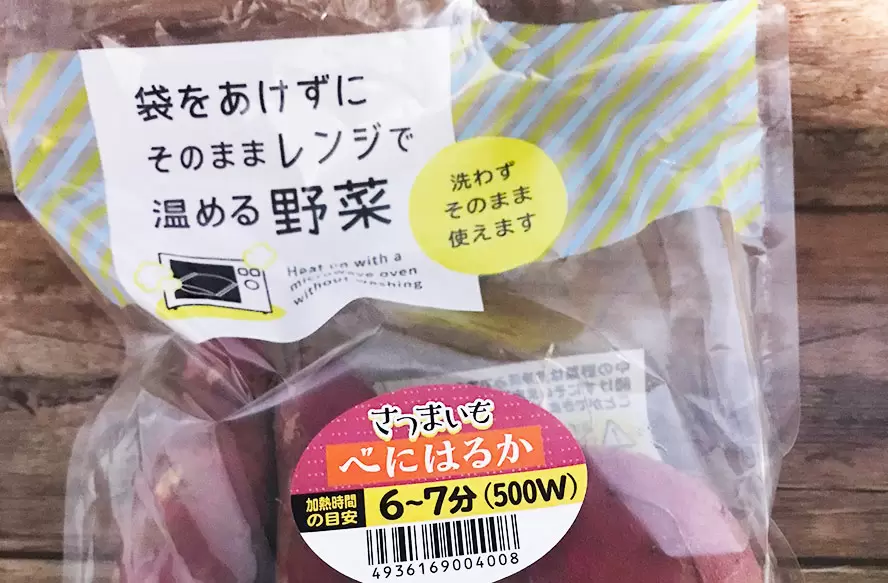 袋をあけずに
そのままレンジで
温める野菜
洗わず
そのまま
使えます
Heat up with a
microwave oven
without washing
さつまいも
べにはるか
加熱時間
の目安
6~7分(500W)
4936169004008